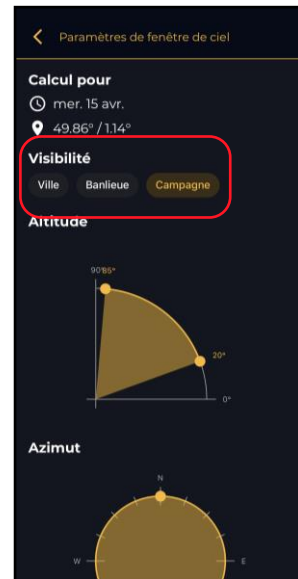 Paramètres de fenêtre de ciel
Calcul pour
mer. 15 avr.
49.86° / 1.14°
Visibilité
Ville Banlieue Campagne
Altitude
90°85°
20°
0°
Azimut
N
W E